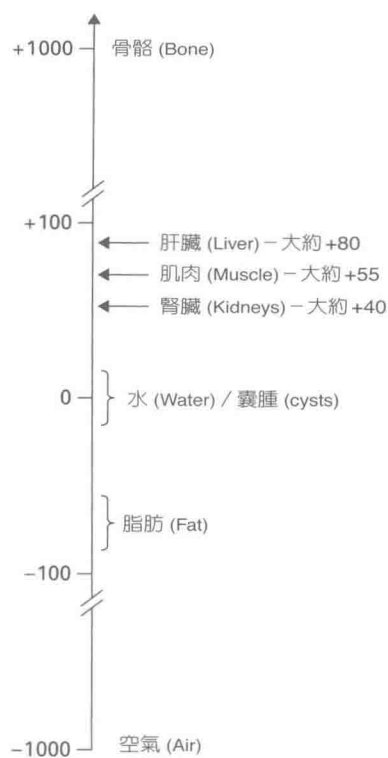 +1000 骨骼 (Bone)
+100
肝臟 (Liver) – 大約 +80
肌肉 (Muscle) – 大約 +55
腎臟 (Kidneys) – 大約 +40
0 水 (Water) / 囊腫 (cysts)
脂肪 (Fat)
–100
–1000 空氣 (Air)